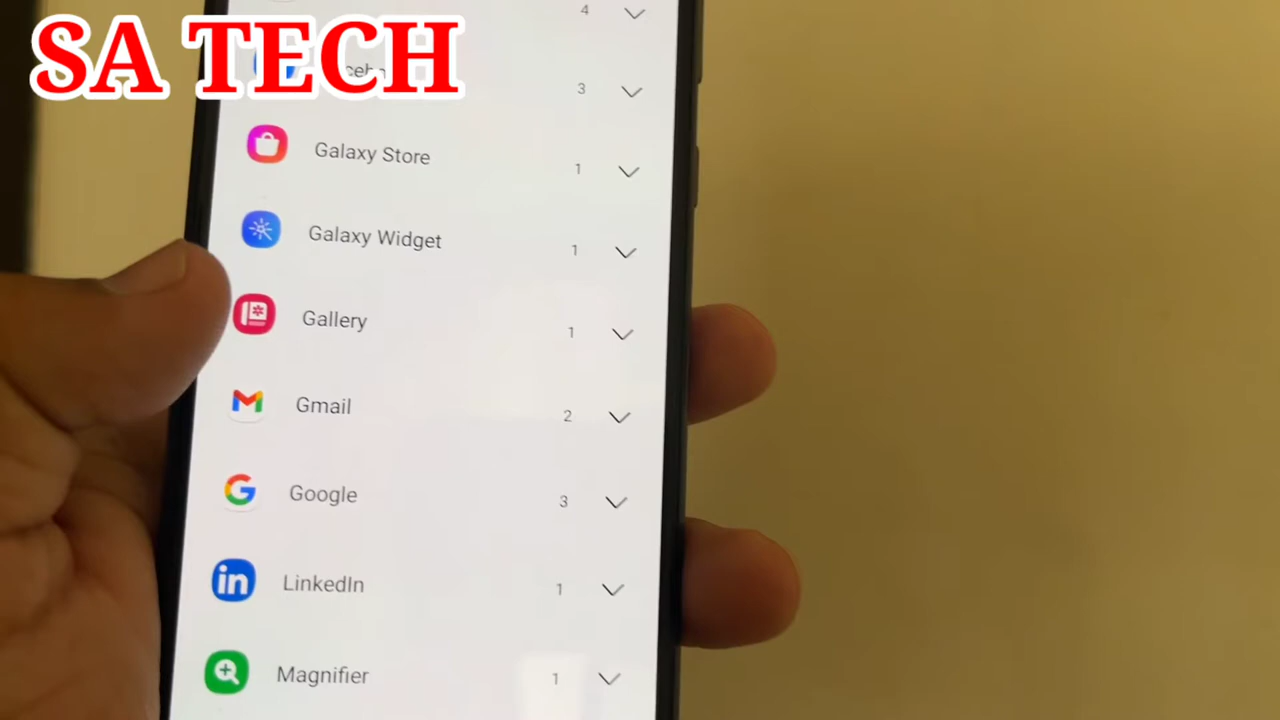 4
SA TECH
3
Galaxy Store 1
Galaxy Widget 1
Gallery 1
Gmail 2
Google 3
LinkedIn 1
Magnifier 1